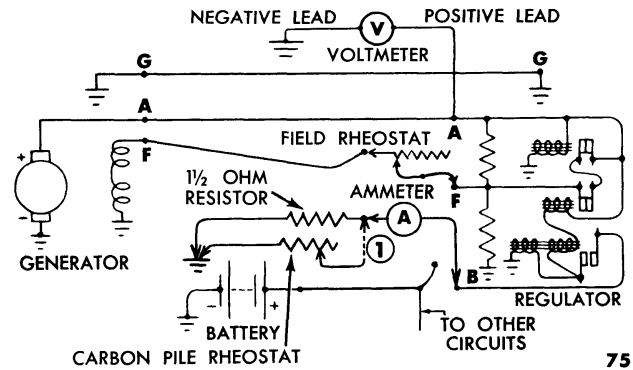 NEGATIVE LEAD
POSITIVE LEAD
V
VOLTMETER
G
G
A
A
F
FIELD RHEOSTAT
+
1½ OHM
RESISTOR
AMMETER
F
A
-
1
GENERATOR
B
REGULATOR
- +
BATTERY
TO OTHER
CIRCUITS
CARBON PILE RHEOSTAT
75